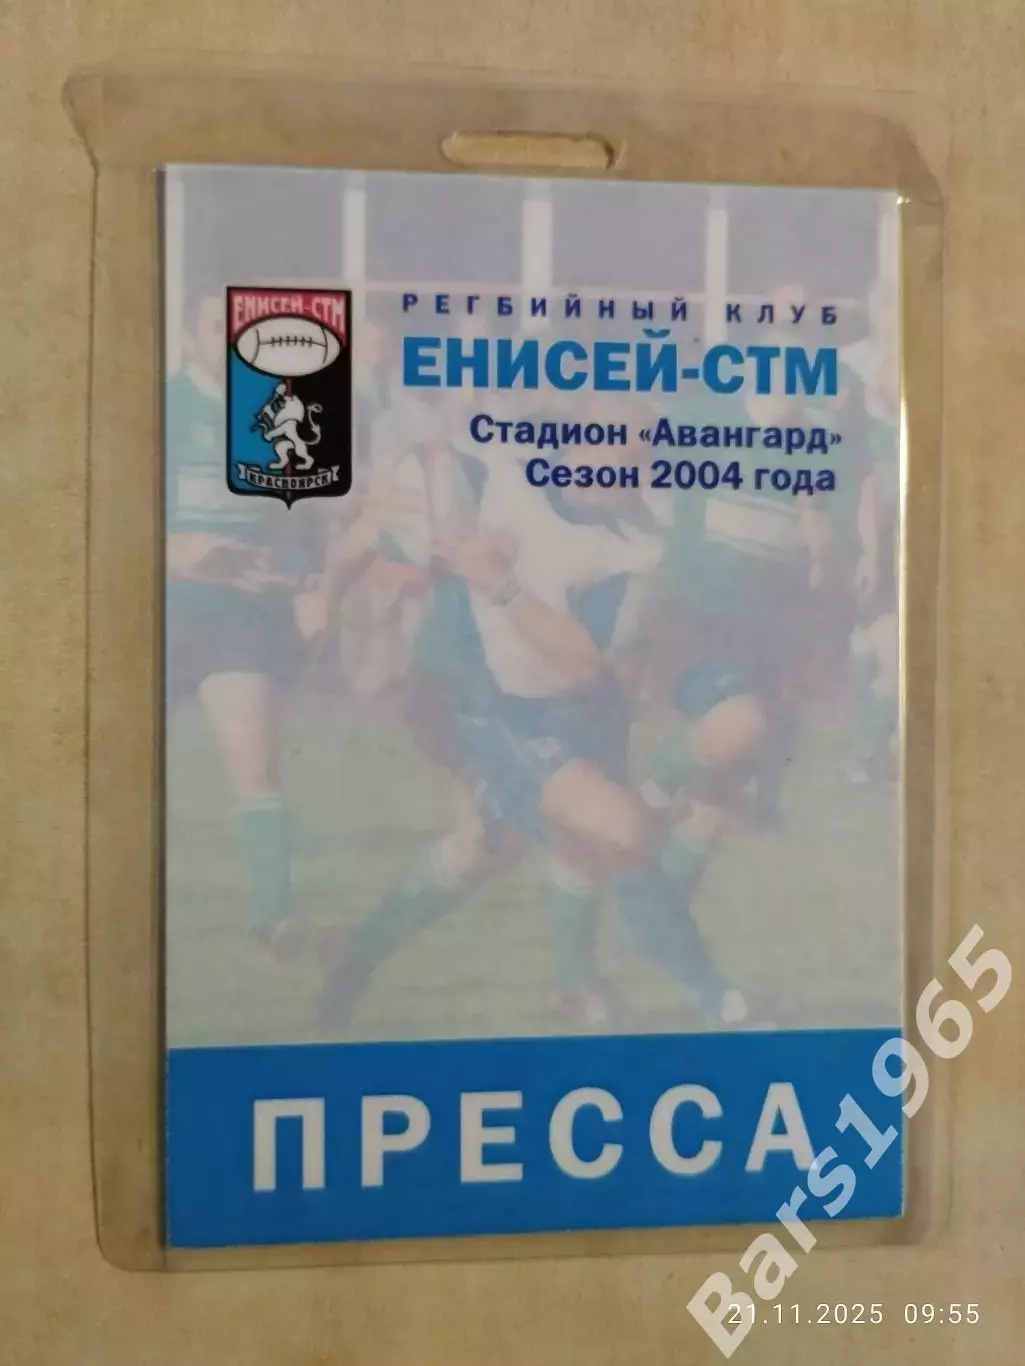 ЕНИСЕЙ-СТМ
КРАСНОЯРСК
РЕГБИЙНЫЙ КЛУБ
ЕНИСЕЙ-СТМ
Стадион «Авангард»
Сезон 2004 года
ПРЕССА
Bars1965
21.11.2025 09:55